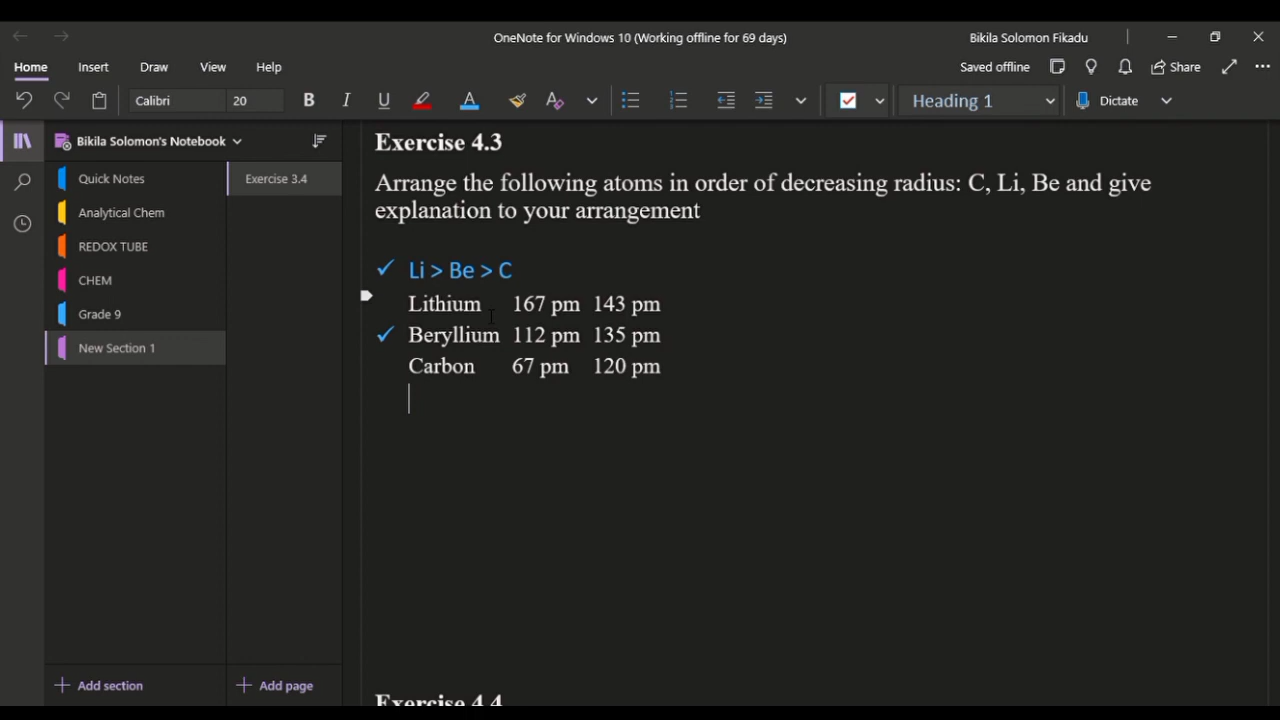 OneNote for Windows 10 (Working offline for 69 days)
Bikila Solomon Fikadu
Home Insert Draw View Help
Saved offline
Share
Calibri 20 B I U A A
Heading 1
Dictate
Bikila Solomon's Notebook
Quick Notes
Analytical Chem
REDOX TUBE
CHEM
Grade 9
New Section 1
Add section
Exercise 3.4
Add page
Exercise 4.3
Arrange the following atoms in order of decreasing radius: C, Li, Be and give
explanation to your arrangement
Li > Be > C
Lithium 167 pm 143 pm
Beryllium 112 pm 135 pm
Carbon 67 pm 120 pm
Exercise 4.4